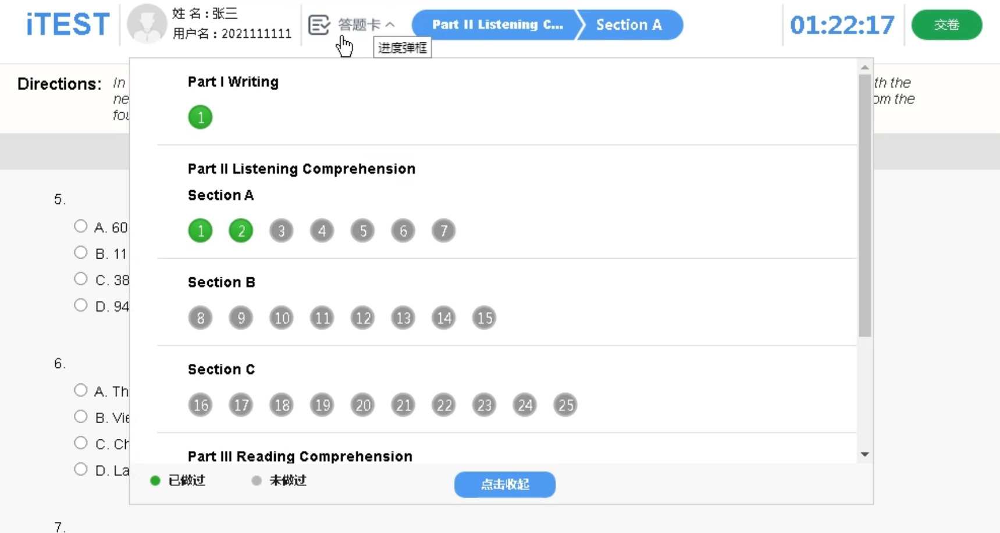 iTEST
姓 名：张三
用户名：2021111111
答题卡
Part II Listening C...
Section A
01:22:17
交卷
进度弹框
Directions:
In
th the
ne
om the
fou
Part I Writing
1
Part II Listening Comprehension
Section A
1 2 3 4 5 6 7
Section B
8 9 10 11 12 13 14 15
Section C
16 17 18 19 20 21 22 23 24 25
Part III Reading Comprehension
已做过
未做过
点击收起
5.
A. 60
B. 11
C. 38
D. 94
6.
A. Th
B. Vie
C. Ch
D. La
7.